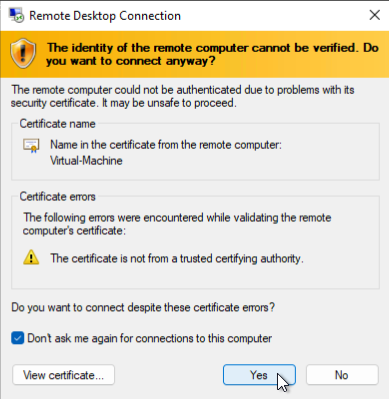 Remote Desktop Connection
The identity of the remote computer cannot be verified. Do
you want to connect anyway?
The remote computer could not be authenticated due to problems with its
security certificate. It may be unsafe to proceed.
Certificate name
Name in the certificate from the remote computer:
Virtual-Machine
Certificate errors
The following errors were encountered while validating the remote
computer's certificate:
The certificate is not from a trusted certifying authority.
Do you want to connect despite these certificate errors?
Don't ask me again for connections to this computer
View certificate... Yes No